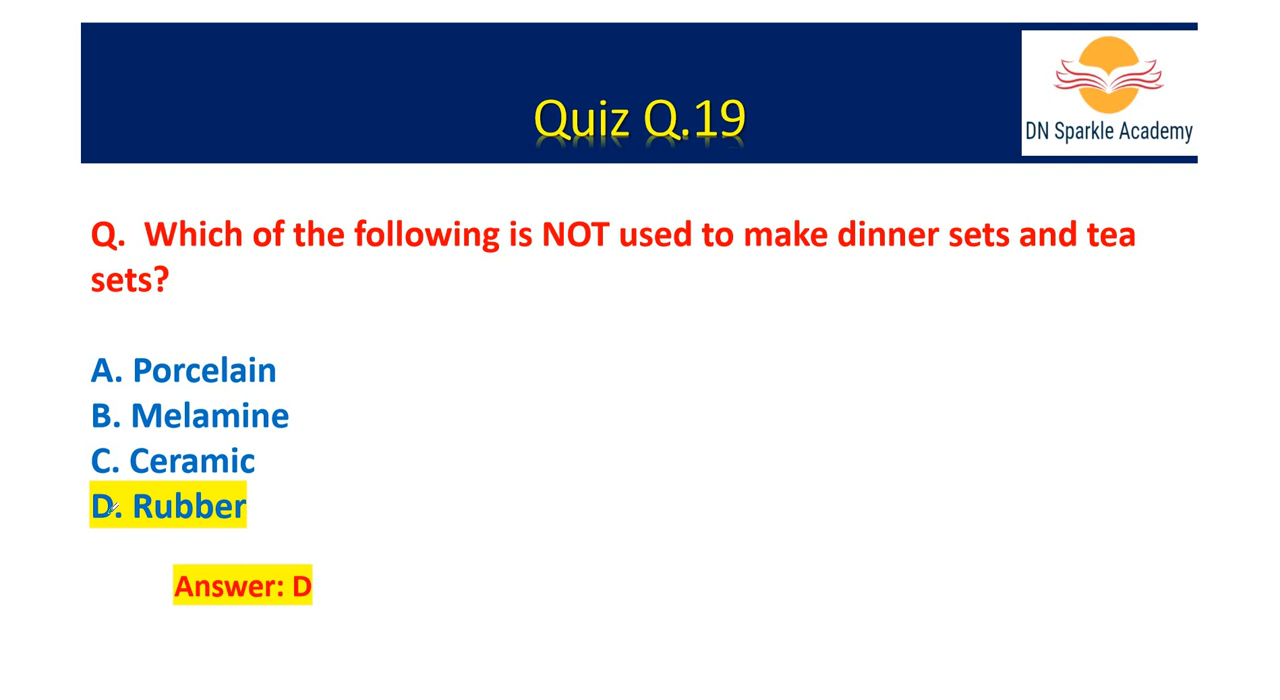 Quiz Q.19
DN Sparkle Academy
Q. Which of the following is NOT used to make dinner sets and tea
sets?
A. Porcelain
B. Melamine
C. Ceramic
D. Rubber
Answer: D